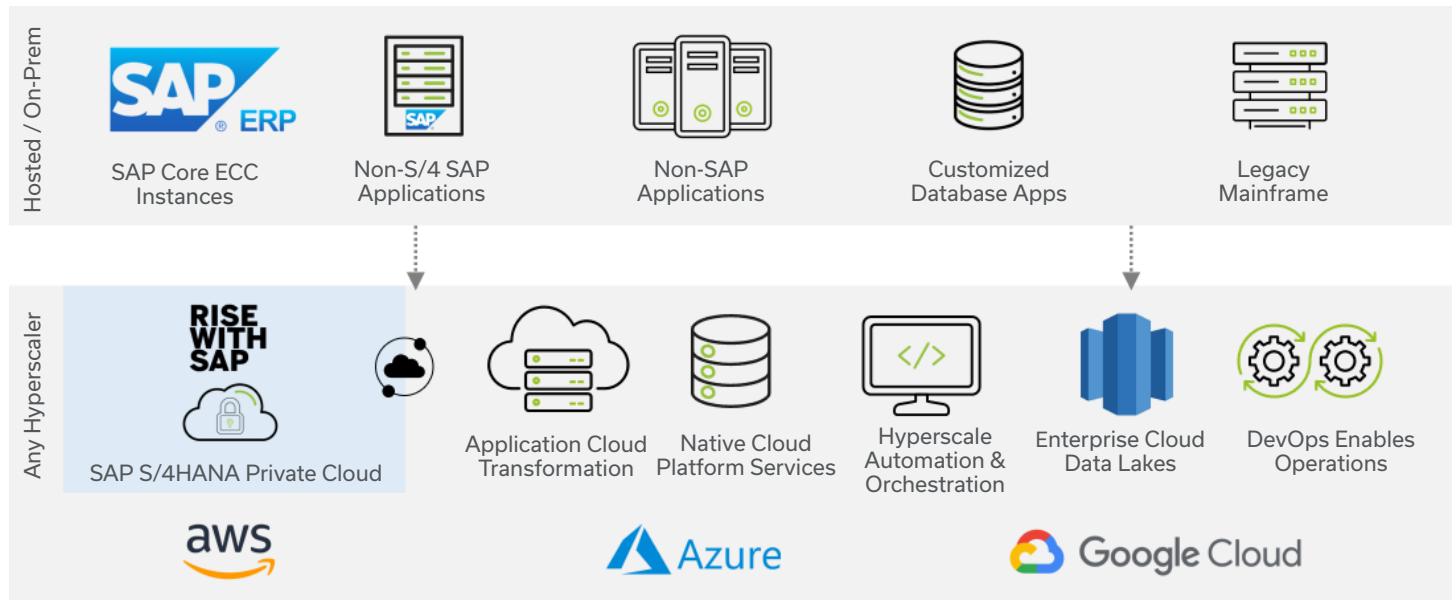 Hosted / On-Prem
SAP
® ERP
SAP Core ECC
Instances
SAP
Non-S/4 SAP
Applications
Non-SAP
Applications
Customized
Database Apps
Legacy
Mainframe
Any Hyperscaler
RISE
WITH
SAP
SAP S/4HANA Private Cloud
Application Cloud
Transformation
Native Cloud
Platform Services
</>
Hyperscale
Automation &
Orchestration
Enterprise Cloud
Data Lakes
DevOps Enables
Operations
aws
Azure
Google Cloud